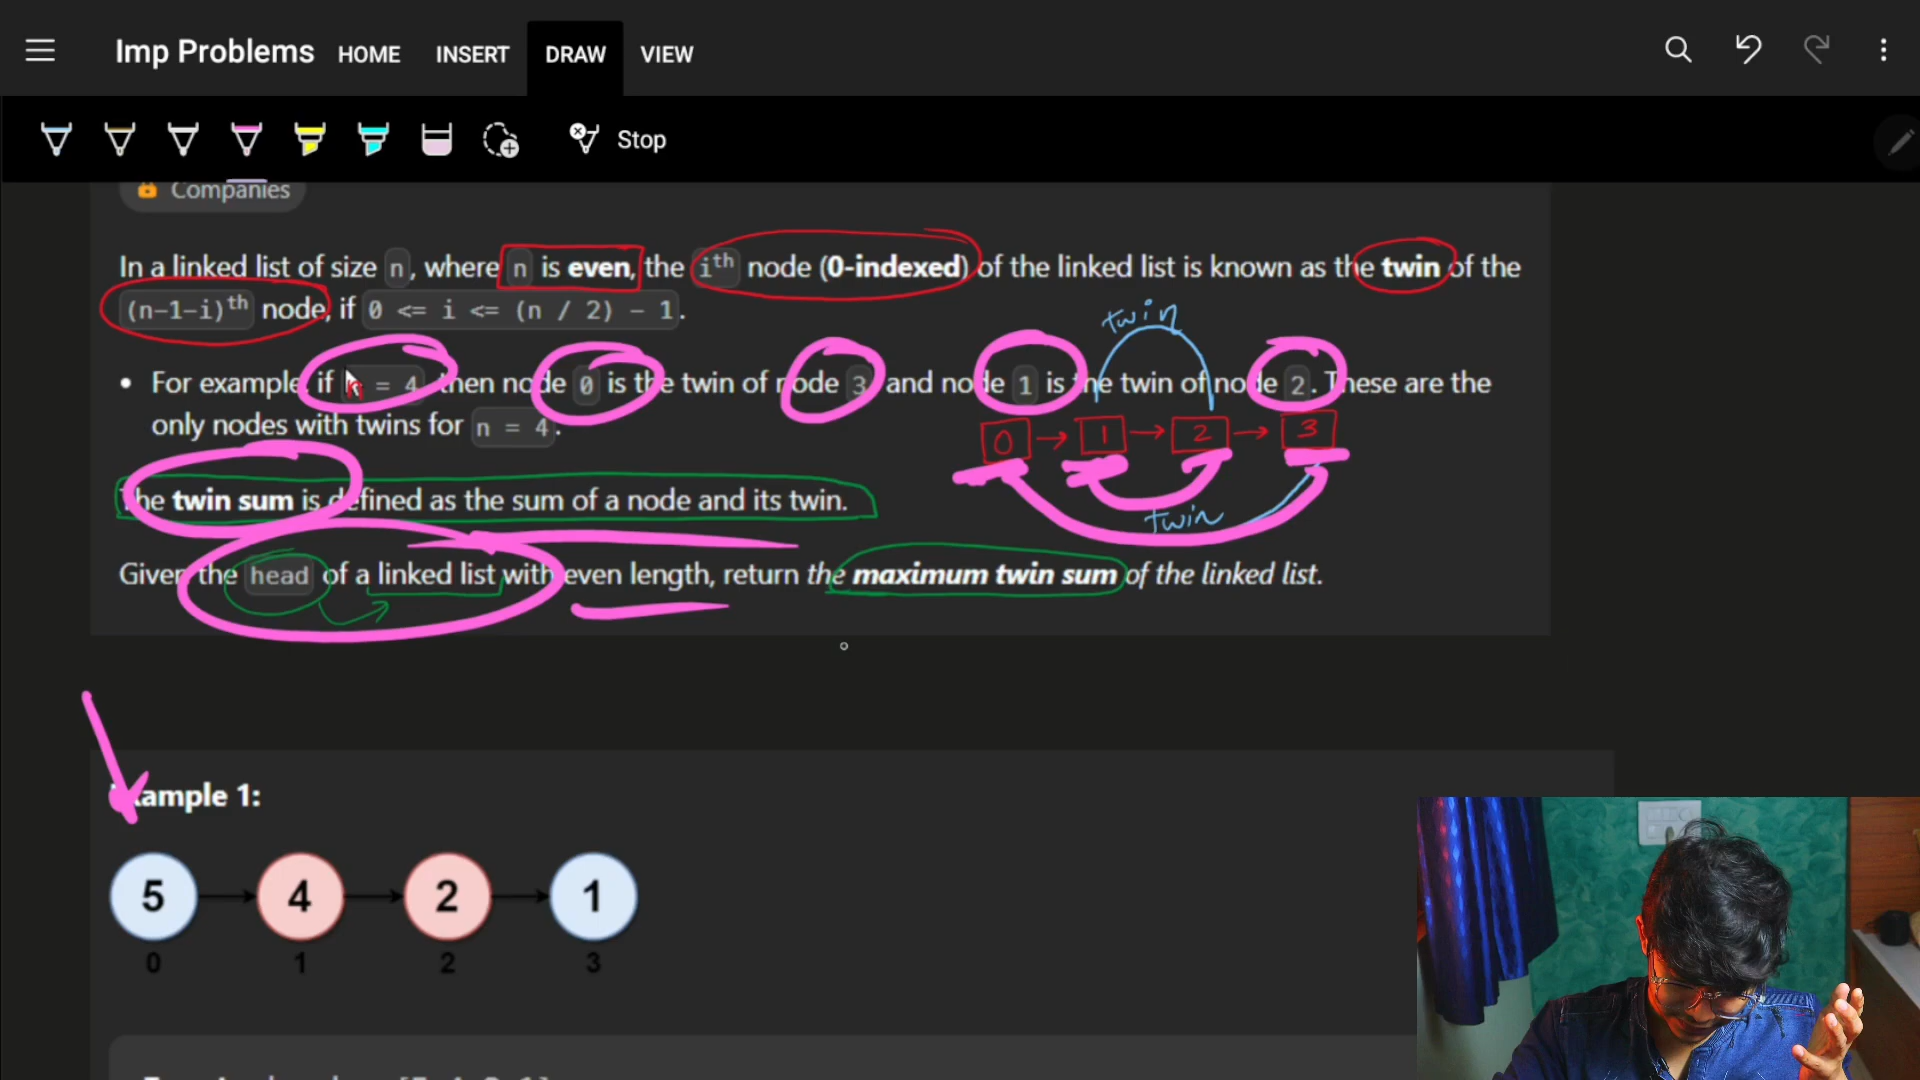 Imp Problems HOME INSERT DRAW VIEW
Stop
Companies
In a linked list of size n, where n is even, the ith node (0-indexed) of the linked list is known as the twin of the
(n-1-i)th node, if 0 <= i <= (n / 2) - 1.
twin
• For example, if n = 4, then node 0 is the twin of node 3, and node 1 is the twin of node 2. These are the
only nodes with twins for n = 4.
0 → 1 → 2 → 3
The twin sum is defined as the sum of a node and its twin.
twin
Given the head of a linked list with even length, return the maximum twin sum of the linked list.
Example 1:
5 4 2 1
0 1 2 3